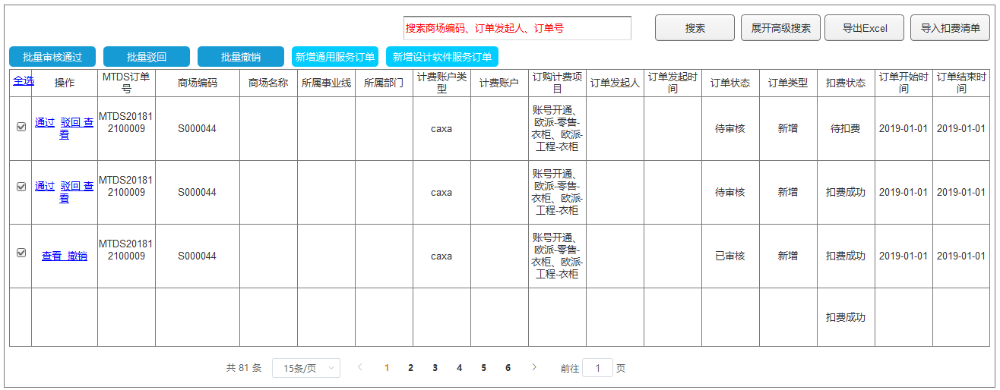 搜索商场编码、订单发起人、订单号
搜索
展开高级搜索
导出Excel
导入扣费清单
批量审核通过
批量驳回
批量撤销
新增通用服务订单
新增设计软件服务订单
全选
操作
MTDS订单
号
商场编码
商场名称
所属事业线
所属部门
计费账户类
型
计费账户
订购计费项
目
订单发起人
订单发起时
间
订单状态
订单类型
扣费状态
订单开始时
间
订单结束时
间
通过 驳回 查
看
MTDS20181
2100009
S000044
caxa
账号开通、
欧派-零售-
衣柜、欧派-
工程-衣柜
待审核
新增
待扣费
2019-01-01
2019-01-01
通过 驳回 查
看
MTDS20181
2100009
S000044
caxa
账号开通、
欧派-零售-
衣柜、欧派-
工程-衣柜
待审核
新增
扣费成功
2019-01-01
2019-01-01
查看 撤销
MTDS20181
2100009
S000044
caxa
账号开通、
欧派-零售-
衣柜、欧派-
工程-衣柜
已审核
新增
扣费成功
2019-01-01
2019-01-01
扣费成功
共 81 条
15条/页
1 2 3 4 5 6
前往 1 页